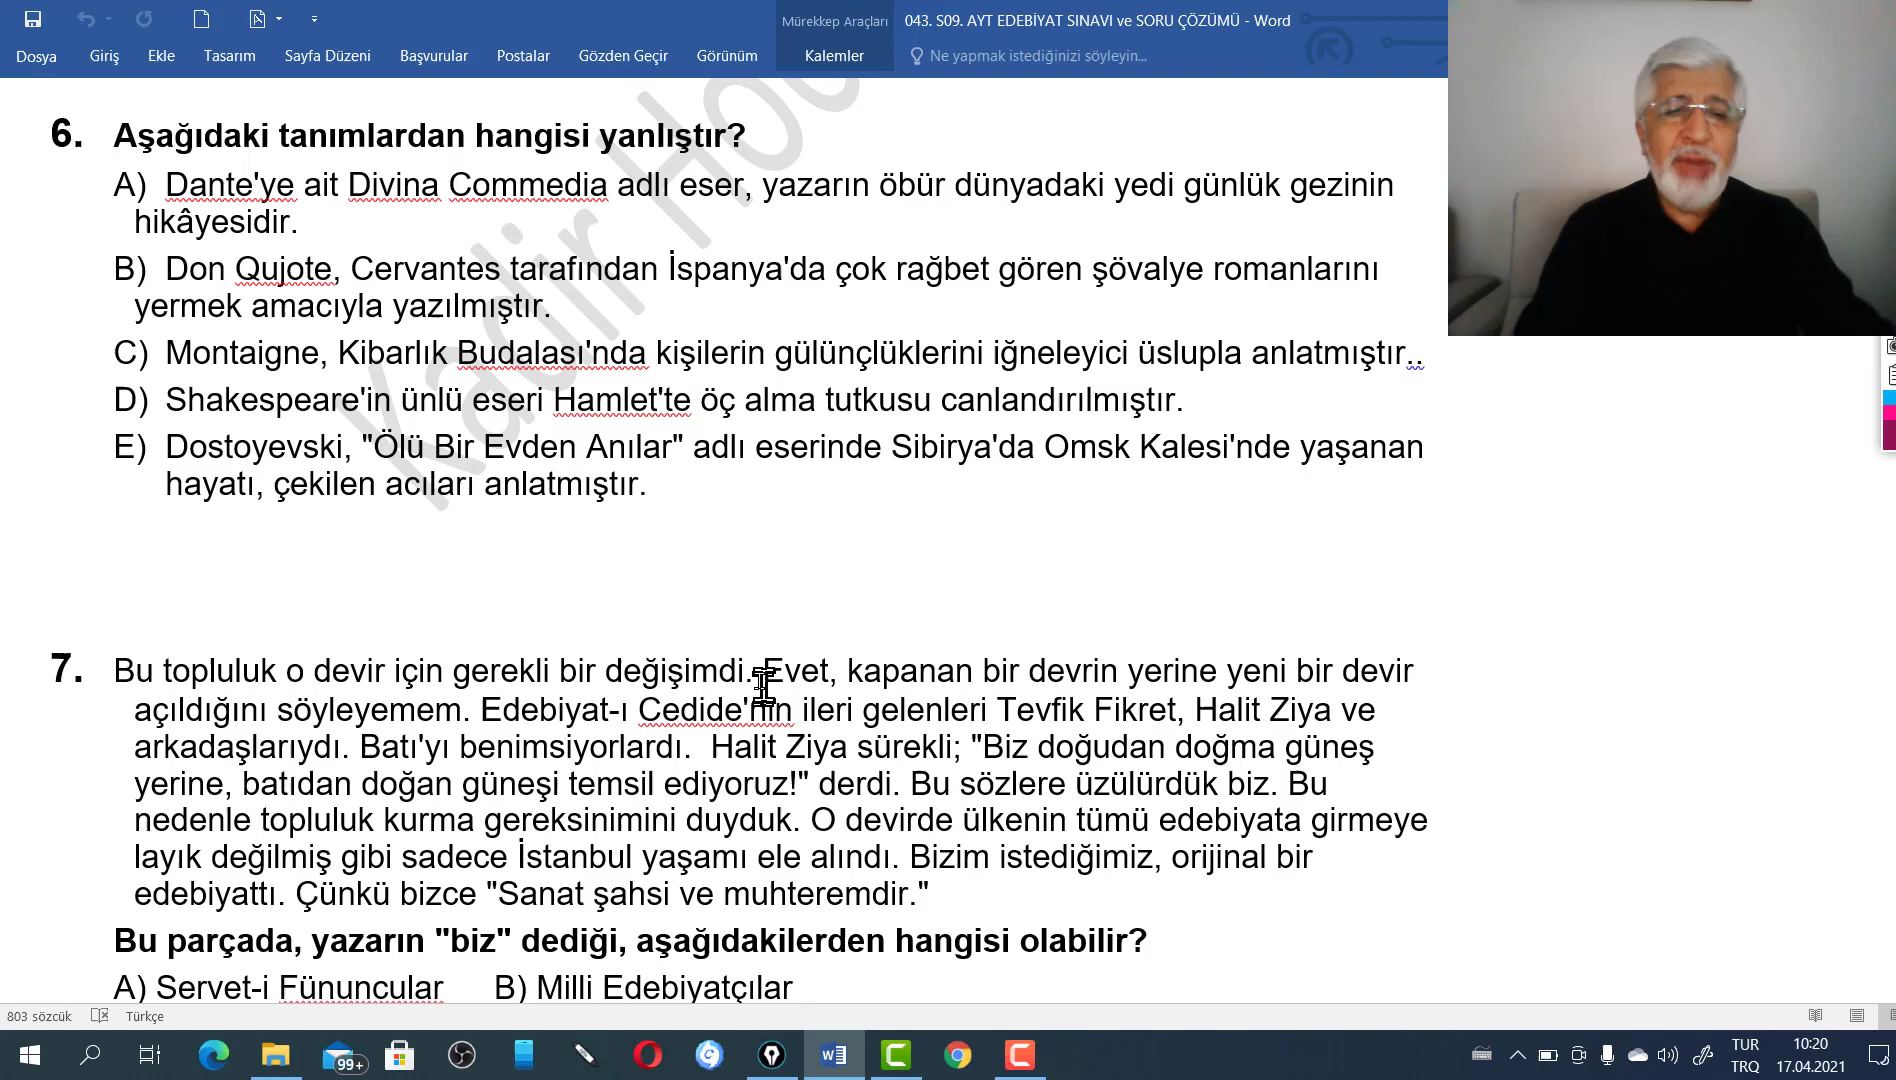 Mürekkep Araçları
043. S09. AYT EDEBİYAT SINAVI ve SORU ÇÖZÜMÜ - Word
Dosya Giriş Ekle Tasarım Sayfa Düzeni Başvurular Postalar Gözden Geçir Görünüm Kalemler Ne yapmak istediğinizi söyleyin...
Kadir Hoc
6. Aşağıdaki tanımlardan hangisi yanlıştır?
A) Dante'ye ait Divina Commedia adlı eser, yazarın öbür dünyadaki yedi günlük gezinin
hikâyesidir.
B) Don Qujote, Cervantes tarafından İspanya'da çok rağbet gören şövalye romanlarını
yermek amacıyla yazılmıştır.
C) Montaigne, Kibarlık Budalası'nda kişilerin gülünçlüklerini iğneleyici üslupla anlatmıştır..
D) Shakespeare'in ünlü eseri Hamlet'te öç alma tutkusu canlandırılmıştır.
E) Dostoyevski, "Ölü Bir Evden Anılar" adlı eserinde Sibirya'da Omsk Kalesi'nde yaşanan
hayatı, çekilen acıları anlatmıştır.
7. Bu topluluk o devir için gerekli bir değişimdi. Evet, kapanan bir devrin yerine yeni bir devir
açıldığını söyleyemem. Edebiyat-ı Cedide'nin ileri gelenleri Tevfik Fikret, Halit Ziya ve
arkadaşlarıydı. Batı'yı benimsiyorlardı. Halit Ziya sürekli; "Biz doğudan doğma güneş
yerine, batıdan doğan güneşi temsil ediyoruz!" derdi. Bu sözlere üzülürdük biz. Bu
nedenle topluluk kurma gereksinimini duyduk. O devirde ülkenin tümü edebiyata girmeye
layık değilmiş gibi sadece İstanbul yaşamı ele alındı. Bizim istediğimiz, orijinal bir
edebiyattı. Çünkü bizce "Sanat şahsi ve muhteremdir."
Bu parçada, yazarın "biz" dediği, aşağıdakilerden hangisi olabilir?
A) Servet-i Fünuncular B) Milli Edebiyatçılar
803 sözcük Türkçe
99+
TUR 10:20
TRQ 17.04.2021